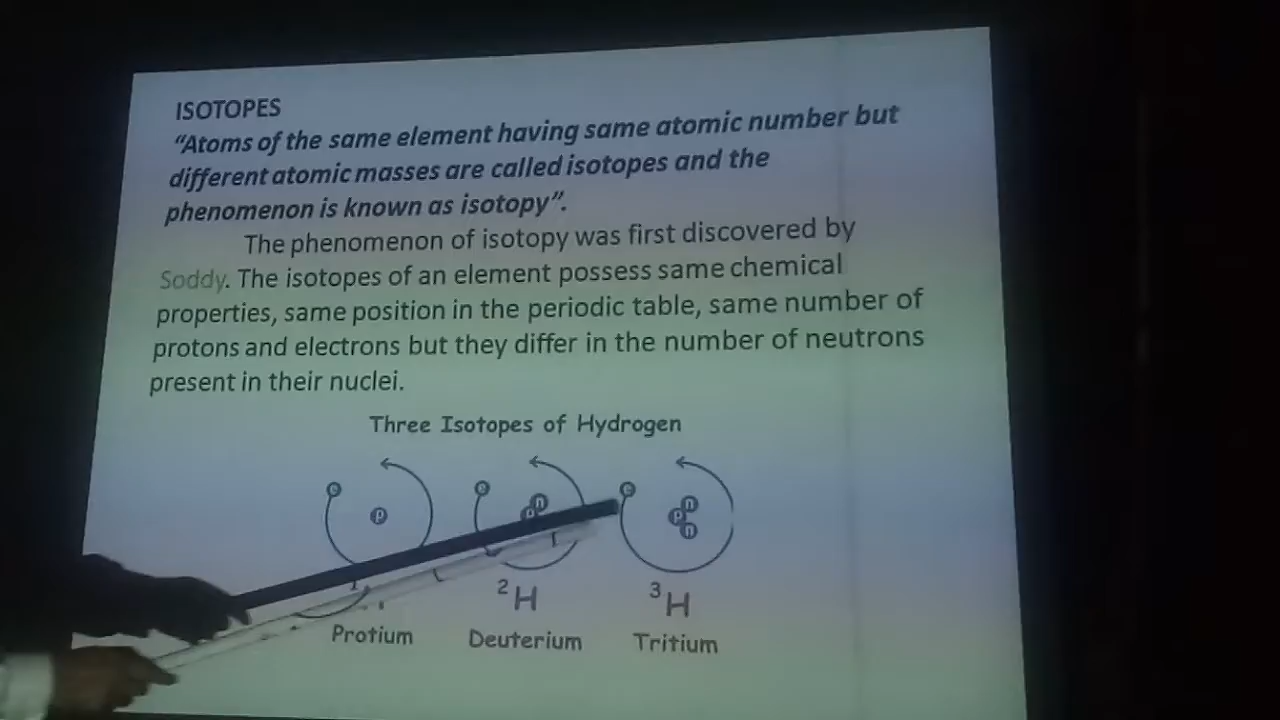 ISOTOPES
“Atoms of the same element having same atomic number but
different atomic masses are called isotopes and the
phenomenon is known as isotopy”.
The phenomenon of isotopy was first discovered by
Soddy. The isotopes of an element possess same chemical
properties, same position in the periodic table, same number of
protons and electrons but they differ in the number of neutrons
present in their nuclei.
Three Isotopes of Hydrogen
e p e n p e n p n
²H ³H
Protium Deuterium Tritium